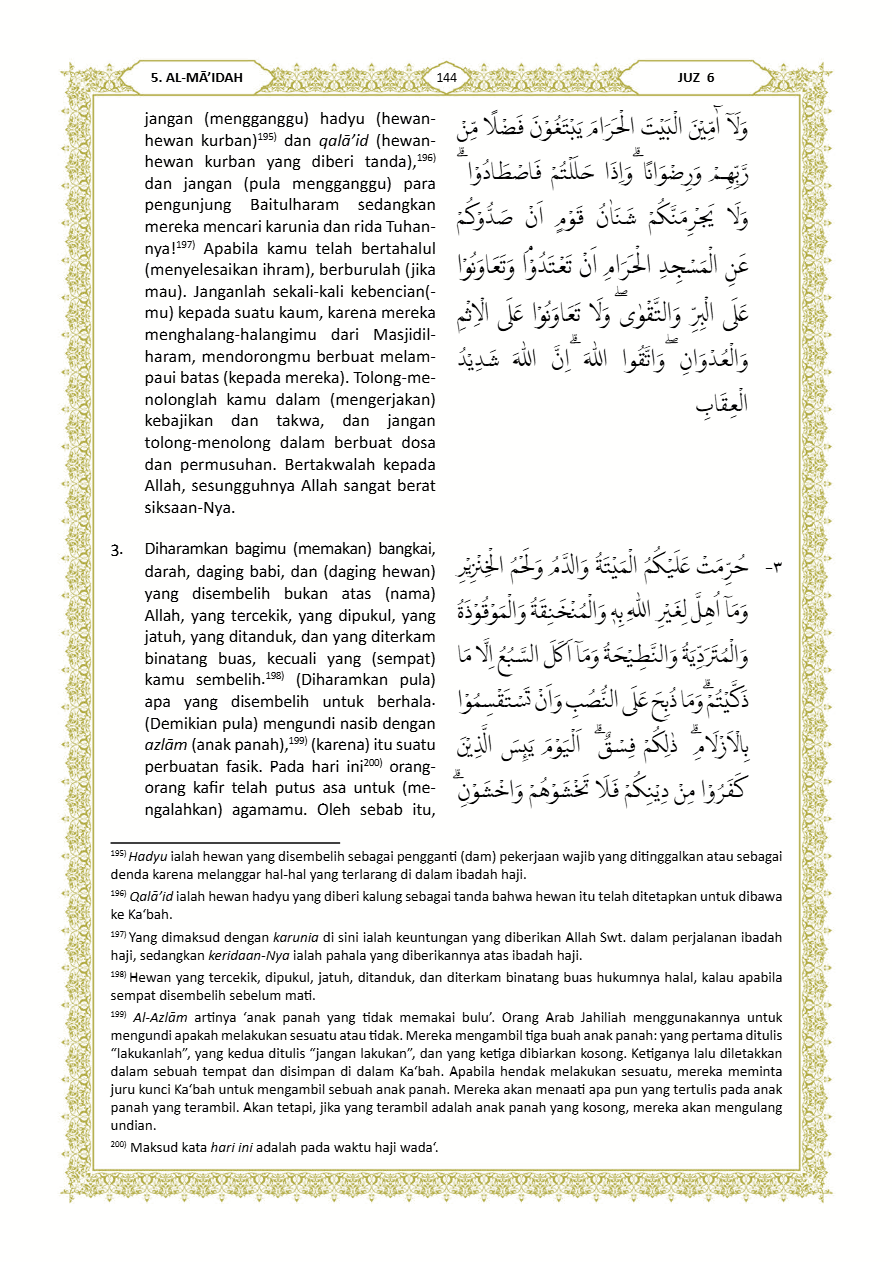 5. AL-MĀ’IDAH
144
JUZ 6
jangan (mengganggu) hadyu (hewan-
hewan kurban)195) dan qalā’id (hewan-
hewan kurban yang diberi tanda),196)
dan jangan (pula mengganggu) para
pengunjung Baitulharam sedangkan
mereka mencari karunia dan rida Tuhan-
nya!197) Apabila kamu telah bertahalul
(menyelesaikan ihram), berburulah (jika
mau). Janganlah sekali-kali kebencian(-
mu) kepada suatu kaum, karena mereka
menghalang-halangimu dari Masjidil-
haram, mendorongmu berbuat melam-
paui batas (kepada mereka). Tolong-me-
nolonglah kamu dalam (mengerjakan)
kebajikan dan takwa, dan jangan
tolong-menolong dalam berbuat dosa
dan permusuhan. Bertakwalah kepada
Allah, sesungguhnya Allah sangat berat
siksaan-Nya.
وَلَآ اٰۤمِّيْنَ الْبَيْتَ الْحَرَامَ يَبْتَغُوْنَ فَضْلًا مِّنْ
رَّبِّهِمْ وَرِضْوَانًا ۗوَاِذَا حَلَلْتُمْ فَاصْطَادُوْا ۗ
وَلَا يَجْرِمَنَّكُمْ شَنَاٰنُ قَوْمٍ اَنْ صَدُّوْكُمْ
عَنِ الْمَسْجِدِ الْحَرَامِ اَنْ تَعْتَدُوْۘا وَتَعَاوَنُوْا
عَلَى الْبِرِّ وَالتَّقْوٰىۖ وَلَا تَعَاوَنُوْا عَلَى الْاِثْمِ
وَالْعُدْوَانِ ۖوَاتَّقُوا اللّٰهَ ۗاِنَّ اللّٰهَ شَدِيْدُ
الْعِقَابِ
3. Diharamkan bagimu (memakan) bangkai,
darah, daging babi, dan (daging hewan)
yang disembelih bukan atas (nama)
Allah, yang tercekik, yang dipukul, yang
jatuh, yang ditanduk, dan yang diterkam
binatang buas, kecuali yang (sempat)
kamu sembelih.198) (Diharamkan pula)
apa yang disembelih untuk berhala.
(Demikian pula) mengundi nasib dengan
azlām (anak panah),199) (karena) itu suatu
perbuatan fasik. Pada hari ini200) orang-
orang kafir telah putus asa untuk (me-
ngalahkan) agamamu. Oleh sebab itu,
٣- حُرِّمَتْ عَلَيْكُمُ الْمَيْتَةُ وَالدَّمُ وَلَحْمُ الْخِنْزِيْرِ
وَمَآ اُهِلَّ لِغَيْرِ اللّٰهِ بِهٖ وَالْمُنْخَنِقَةُ وَالْمَوْقُوْذَةُ
وَالْمُتَرَدِّيَةُ وَالنَّطِيْحَةُ وَمَآ اَكَلَ السَّبُعُ اِلَّا مَا
ذَكَّيْتُمْۗ وَمَا ذُبِحَ عَلَى النُّصُبِ وَاَنْ تَسْتَقْسِمُوْا
بِالْاَزْلَامِۗ ذٰلِكُمْ فِسْقٌۗ اَلْيَوْمَ يَىِٕسَ الَّذِيْنَ
كَفَرُوْا مِنْ دِيْنِكُمْ فَلَا تَخْشَوْهُمْ وَاخْشَوْنِۗ
195) Hadyu ialah hewan yang disembelih sebagai pengganti (dam) pekerjaan wajib yang ditinggalkan atau sebagai
denda karena melanggar hal-hal yang terlarang di dalam ibadah haji.
196) Qalā’id ialah hewan hadyu yang diberi kalung sebagai tanda bahwa hewan itu telah ditetapkan untuk dibawa
ke Ka‘bah.
197) Yang dimaksud dengan karunia di sini ialah keuntungan yang diberikan Allah Swt. dalam perjalanan ibadah
haji, sedangkan keridaan-Nya ialah pahala yang diberikannya atas ibadah haji.
198) Hewan yang tercekik, dipukul, jatuh, ditanduk, dan diterkam binatang buas hukumnya halal, kalau apabila
sempat disembelih sebelum mati.
199) Al-Azlām artinya ‘anak panah yang tidak memakai bulu’. Orang Arab Jahiliah menggunakannya untuk
mengundi apakah melakukan sesuatu atau tidak. Mereka mengambil tiga buah anak panah: yang pertama ditulis
“lakukanlah”, yang kedua ditulis “jangan lakukan”, dan yang ketiga dibiarkan kosong. Ketiganya lalu diletakkan
dalam sebuah tempat dan disimpan di dalam Ka‘bah. Apabila hendak melakukan sesuatu, mereka meminta
juru kunci Ka‘bah untuk mengambil sebuah anak panah. Mereka akan menaati apa pun yang tertulis pada anak
panah yang terambil. Akan tetapi, jika yang terambil adalah anak panah yang kosong, mereka akan mengulang
undian.
200) Maksud kata hari ini adalah pada waktu haji wada‘.